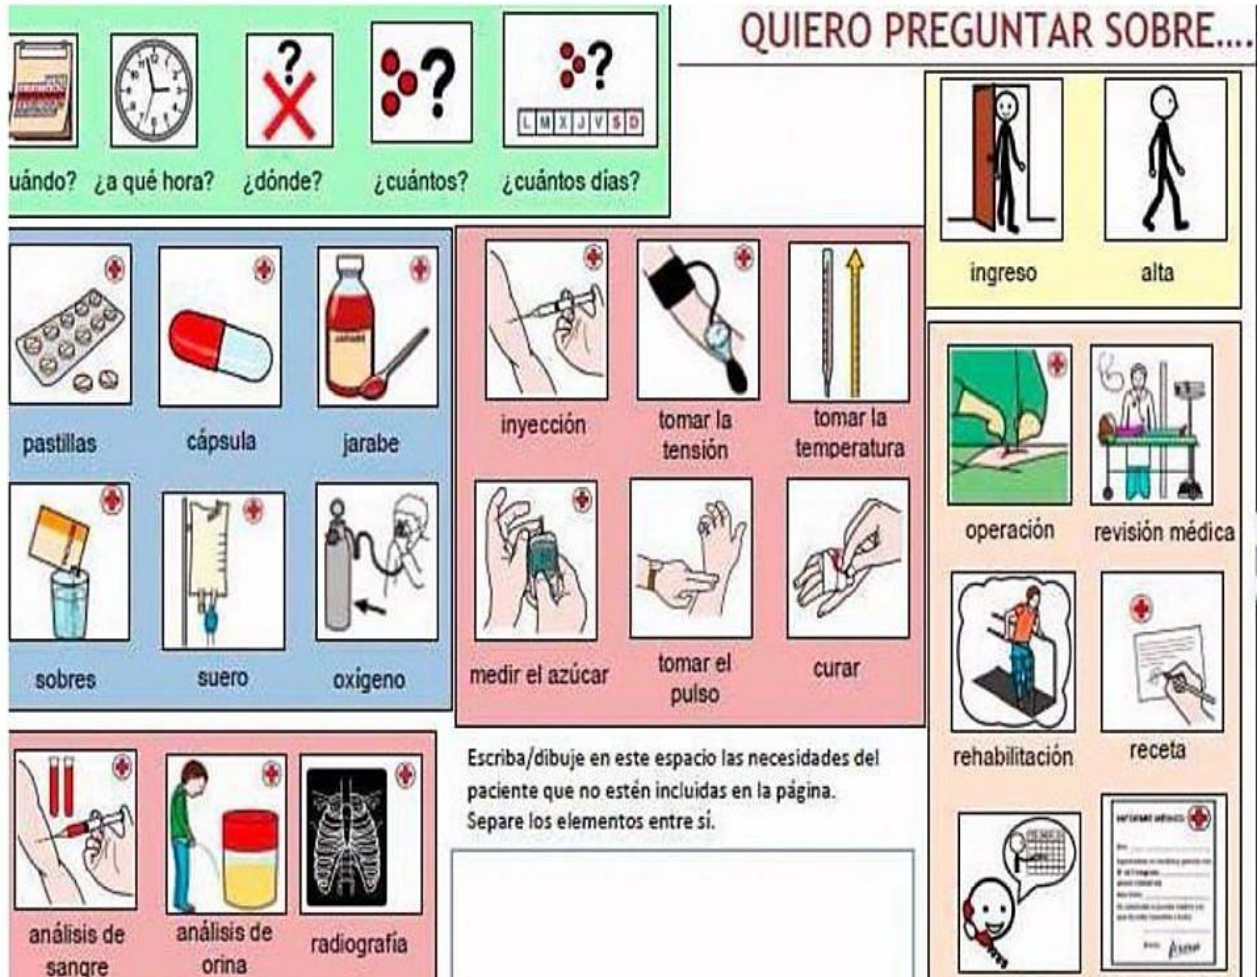 QUIERO PREGUNTAR SOBRE....
uándo? ¿a qué hora? ¿dónde? ¿cuántos? ¿cuántos días?
L M X J V S D
ingreso alta
pastillas cápsula jarabe
JARABE
sobres suero oxígeno
inyección
tomar la
tensión
tomar la
temperatura
medir el azúcar
tomar el
pulso
curar
operación revisión médica
rehabilitación receta
INFORME MÉDICO
análisis de
sangre
análisis de
orina
radiografía
Escriba/dibuje en este espacio las necesidades del
paciente que no estén incluidas en la página.
Separe los elementos entre sí.